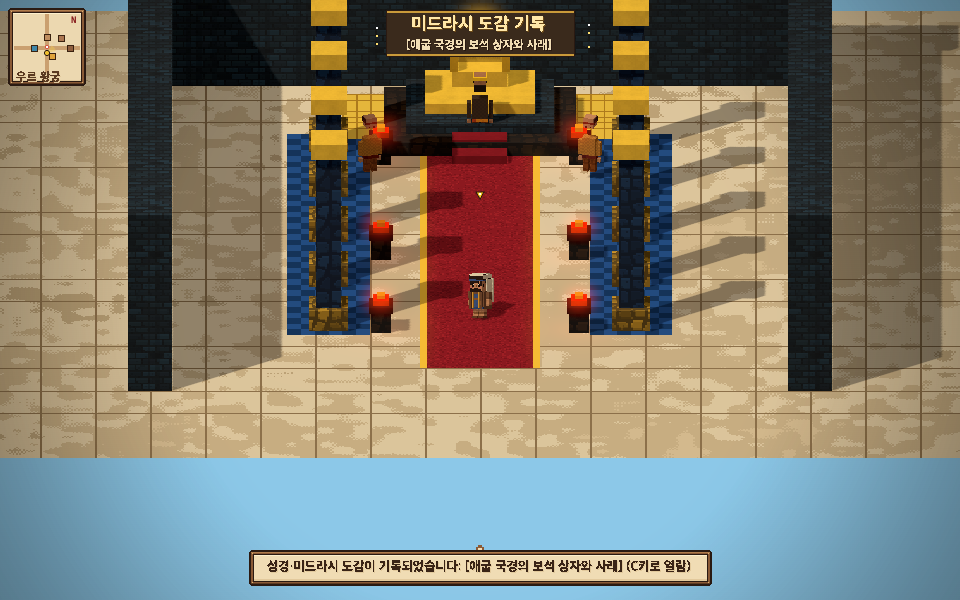 N
우르 왕궁
미드라시 도감 기록
[애굽 국경의 보석 상자와 사래]
성경·미드라시 도감이 기록되었습니다: [애굽 국경의 보석 상자와 사래] (C키로 열람)